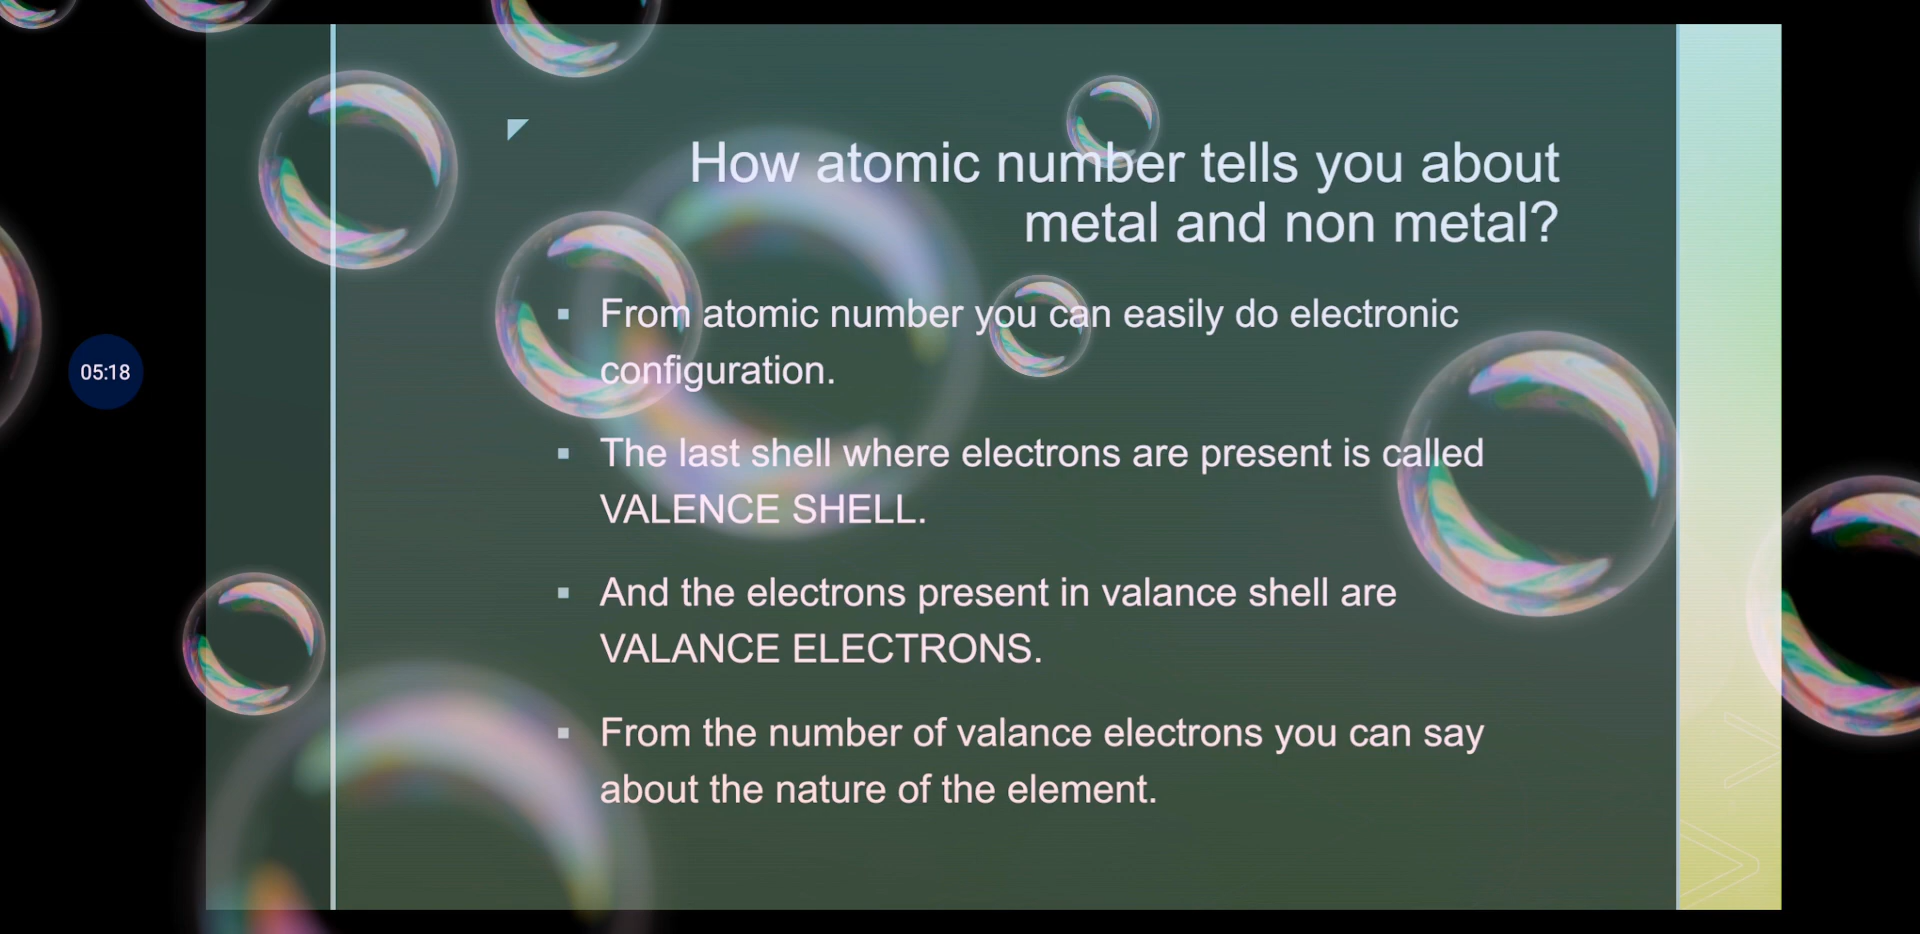 How atomic number tells you about
metal and non metal?
▪ From atomic number you can easily do electronic
configuration.
▪ The last shell where electrons are present is called
VALENCE SHELL.
▪ And the electrons present in valance shell are
VALANCE ELECTRONS.
▪ From the number of valance electrons you can say
about the nature of the element.
05:18